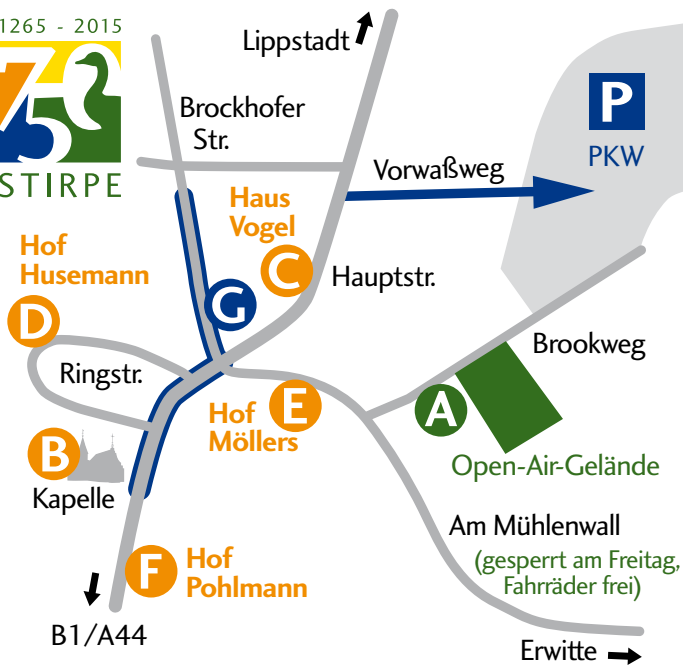 1265 - 2015
750
STIRPE
Lippstadt
Brockhofer
Str.
P
PKW
Vorwaßweg
Haus
Vogel
C
Hauptstr.
Hof
Husemann
D
G
Ringstr.
Brookweg
Hof
Möllers
E
A
Open-Air-Gelände
B
Kapelle
Am Mühlenwall
(gesperrt am Freitag,
Fahrräder frei)
F
Hof
Pohlmann
B1/A44
Erwitte